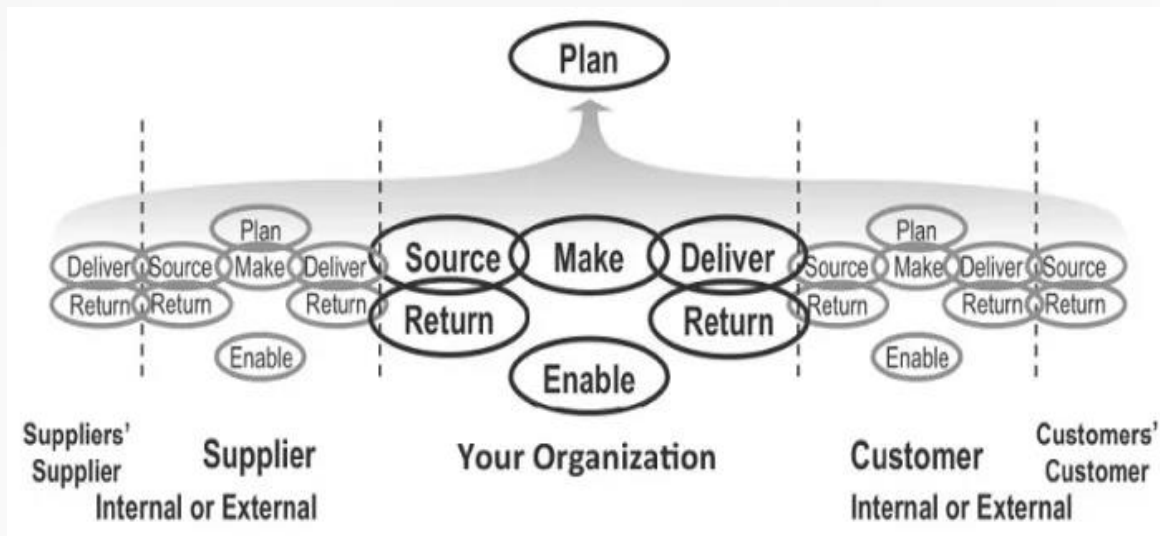 Plan
Plan
Plan
Deliver Source Make Deliver Source Make Deliver Source Make Deliver Source
Return Return Return Return Return Return Return Return
Enable Enable Enable
Suppliers' Supplier
Supplier
Internal or External
Your Organization
Customer
Internal or External
Customers' Customer